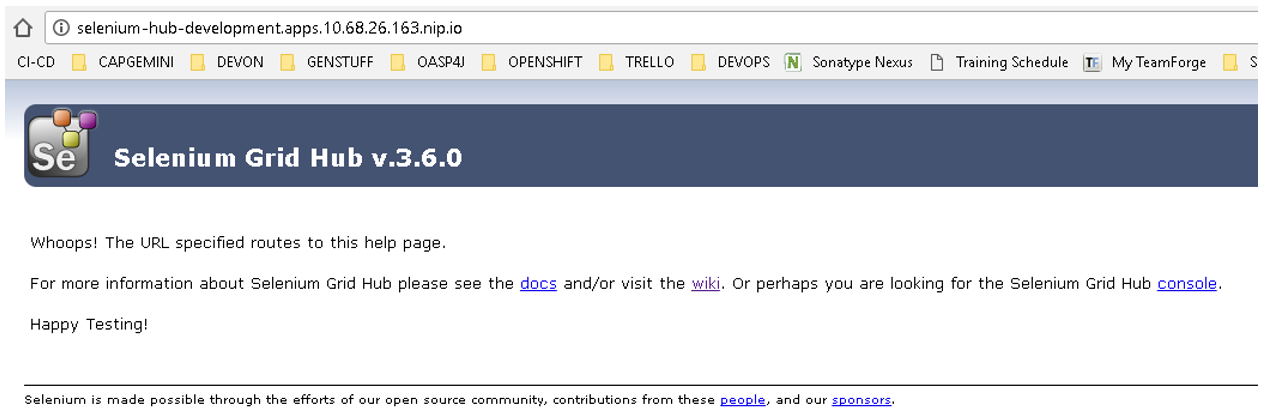 selenium-hub-development.apps.10.68.26.163.nip.io
CI-CD CAPGEMINI DEVON GENSTUFF OASP4J OPENSHIFT TRELLO DEVOPS N Sonatype Nexus Training Schedule TF My TeamForge S
Se Selenium Grid Hub v.3.6.0
Whoops! The URL specified routes to this help page.
For more information about Selenium Grid Hub please see the docs and/or visit the wiki. Or perhaps you are looking for the Selenium Grid Hub console.
Happy Testing!
Selenium is made possible through the efforts of our open source community, contributions from these people, and our sponsors.